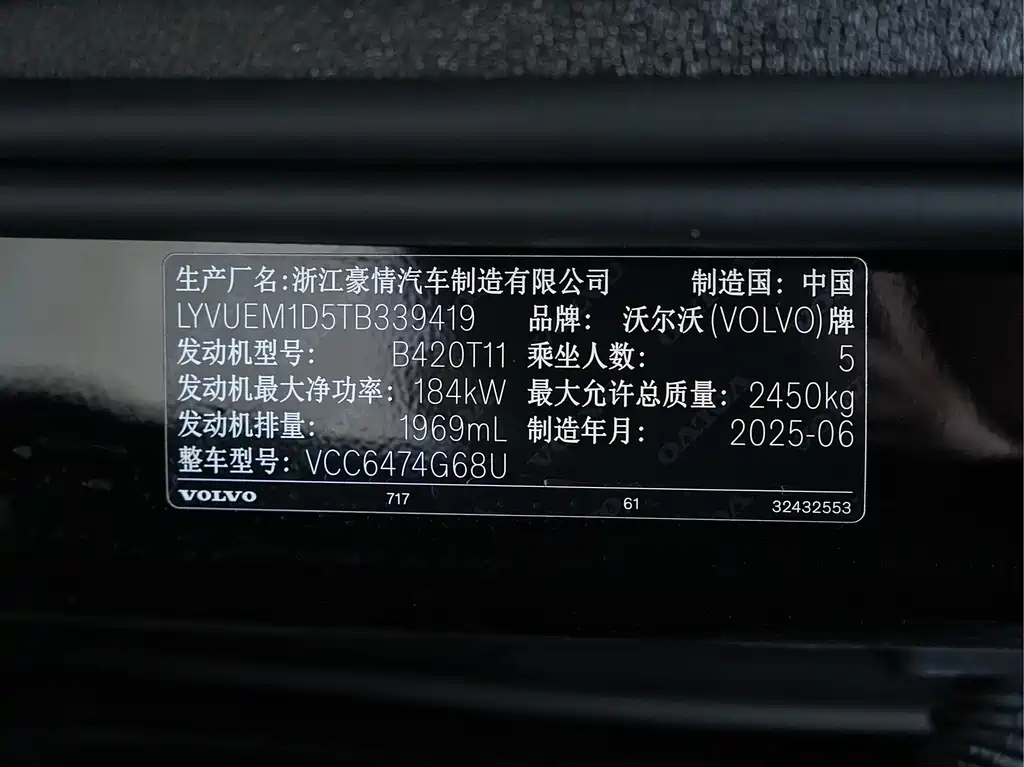 生产厂名:浙江豪情汽车制造有限公司 制造国: 中国
LYVUEM1D5TB339419 品牌: 沃尔沃(VOLVO)牌
发动机型号: B420T11 乘坐人数: 5
发动机最大净功率: 184kW 最大允许总质量: 2450kg
发动机排量: 1969mL 制造年月: 2025-06
整车型号: VCC6474G68U
VOLVO 717 61 32432553